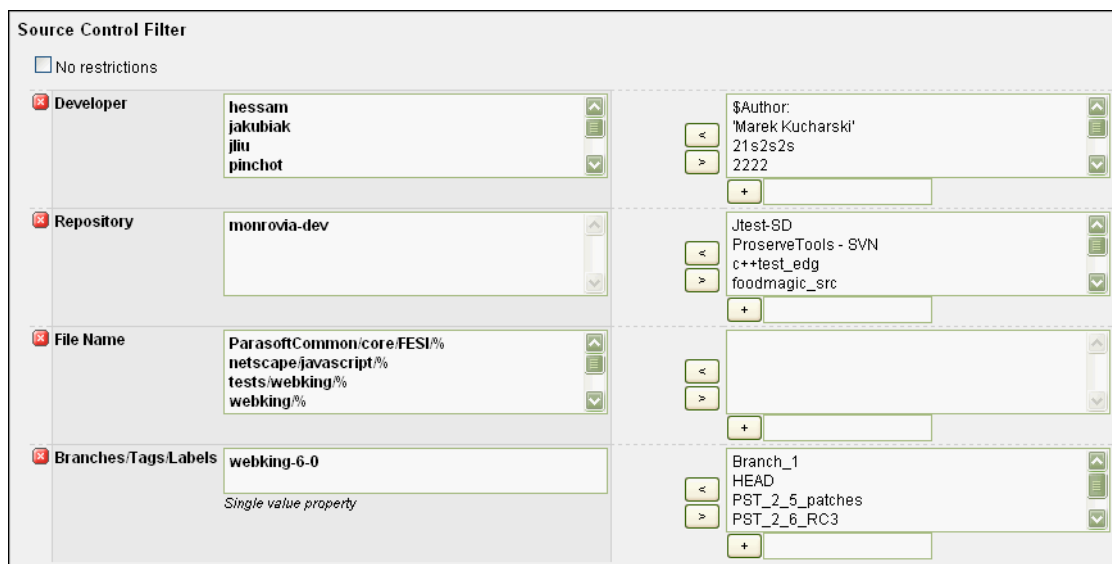 Source Control Filter
No restrictions
Developer
hessam
jakubiak
jliu
pinchot
<
>
$Author:
'Marek Kucharski'
21s2s2s
2222
+
Repository
monrovia-dev
<
>
Jtest-SD
ProserveTools - SVN
c++test_edg
foodmagic_src
+
File Name
ParasoftCommon/core/FESI/%
netscape/javascript/%
tests/webking/%
webking/%
<
>
+
Branches/Tags/Labels
webking-6-0
Single value property
<
>
Branch_1
HEAD
PST_2_5_patches
PST_2_6_RC3
+